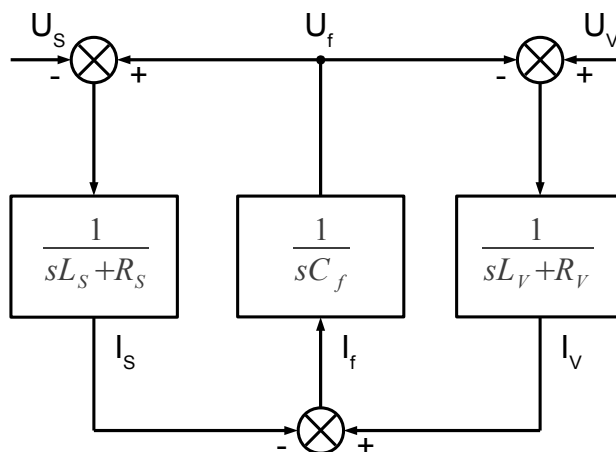 U_S U_f U_V
- + - +
1/(sL_S+R_S) 1/(sC_f) 1/(sL_V+R_V)
I_S I_f I_V
- +